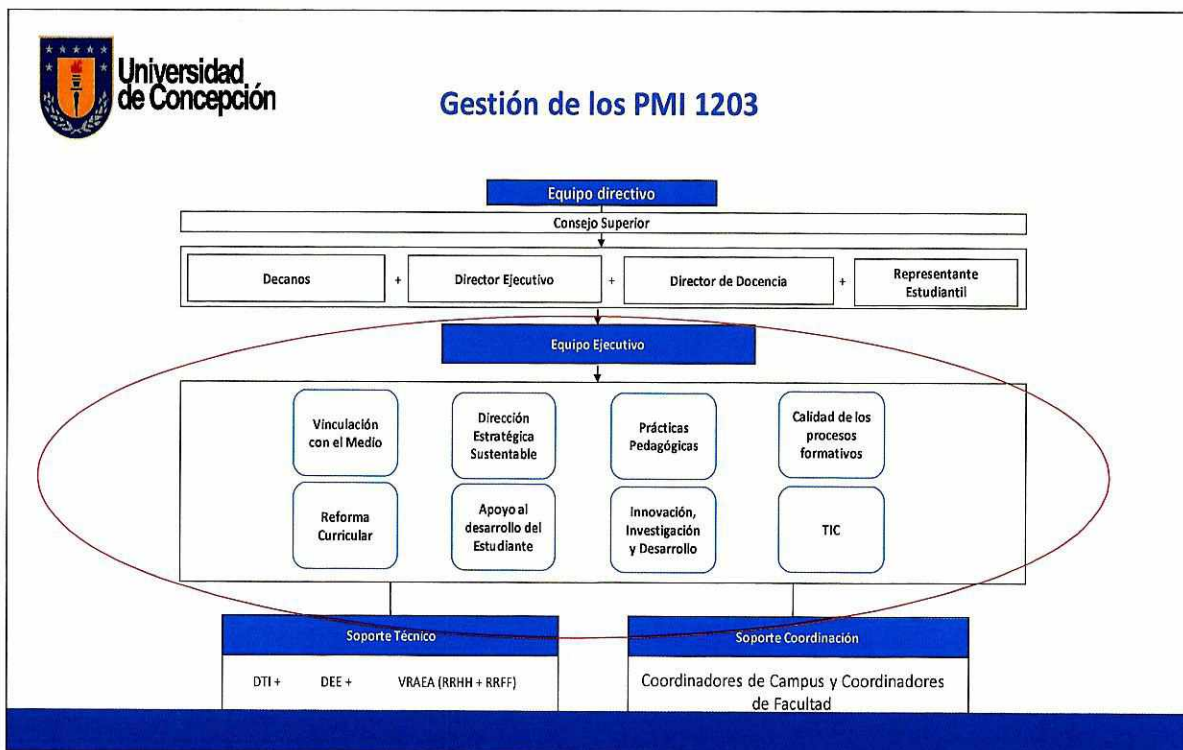 Universidad
de Concepción
Gestión de los PMI 1203
Equipo directivo
Consejo Superior
Decanos + Director Ejecutivo + Director de Docencia + Representante
Estudiantil
Equipo Ejecutivo
Vinculación
con el Medio
Dirección
Estratégica
Sustentable
Prácticas
Pedagógicas
Calidad de los
procesos
formativos
Reforma
Curricular
Apoyo al
desarrollo del
Estudiante
Innovación,
Investigación
y Desarrollo
TIC
Soporte Técnico
DTI + DEE + VRAEA (RRHH + RRFF)
Soporte Coordinación
Coordinadores de Campus y Coordinadores
de Facultad